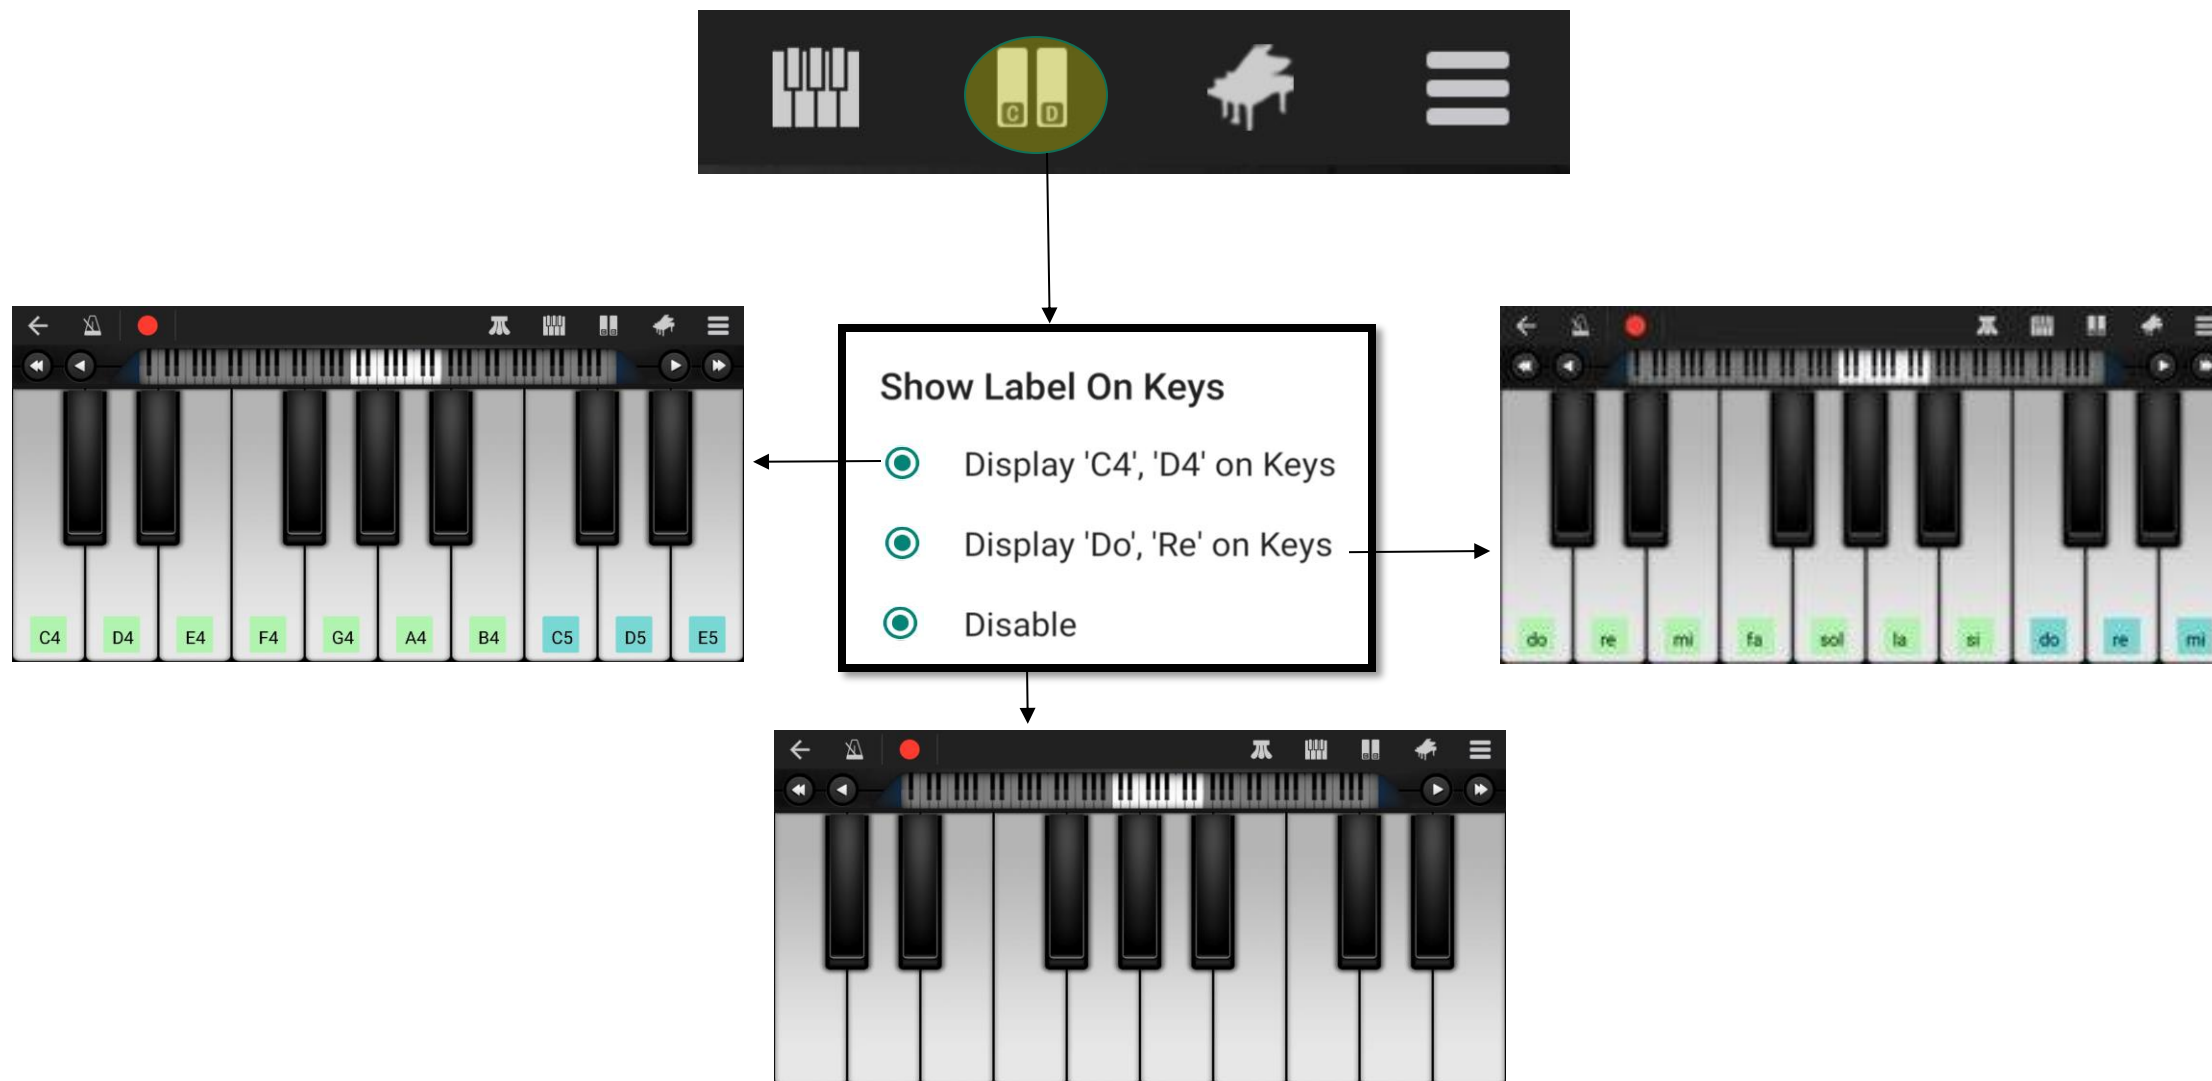 C D
Show Label On Keys
Display 'C4', 'D4' on Keys
Display 'Do', 'Re' on Keys
Disable
C4 D4 E4 F4 G4 A4 B4 C5 D5 E5
do re mi fa sol la si do re mi